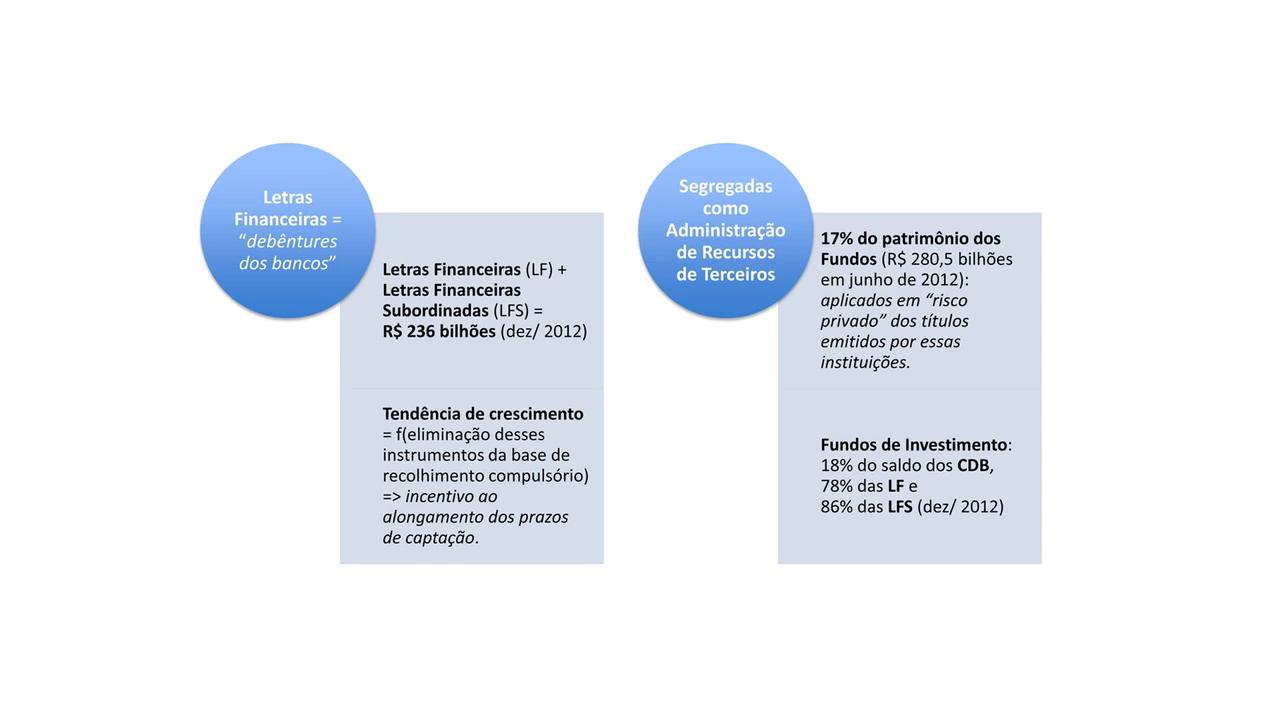 Letras
Financeiras =
“debêntures
dos bancos”
Letras Financeiras (LF) +
Letras Financeiras
Subordinadas (LFS) =
R$ 236 bilhões (dez/ 2012)
Tendência de crescimento
= f(eliminação desses
instrumentos da base de
recolhimento compulsório)
=> incentivo ao
alongamento dos prazos
de captação.
Segregadas
como
Administração
de Recursos
de Terceiros
17% do patrimônio dos
Fundos (R$ 280,5 bilhões
em junho de 2012):
aplicados em “risco
privado” dos títulos
emitidos por essas
instituições.
Fundos de Investimento:
18% do saldo dos CDB,
78% das LF e
86% das LFS (dez/ 2012)